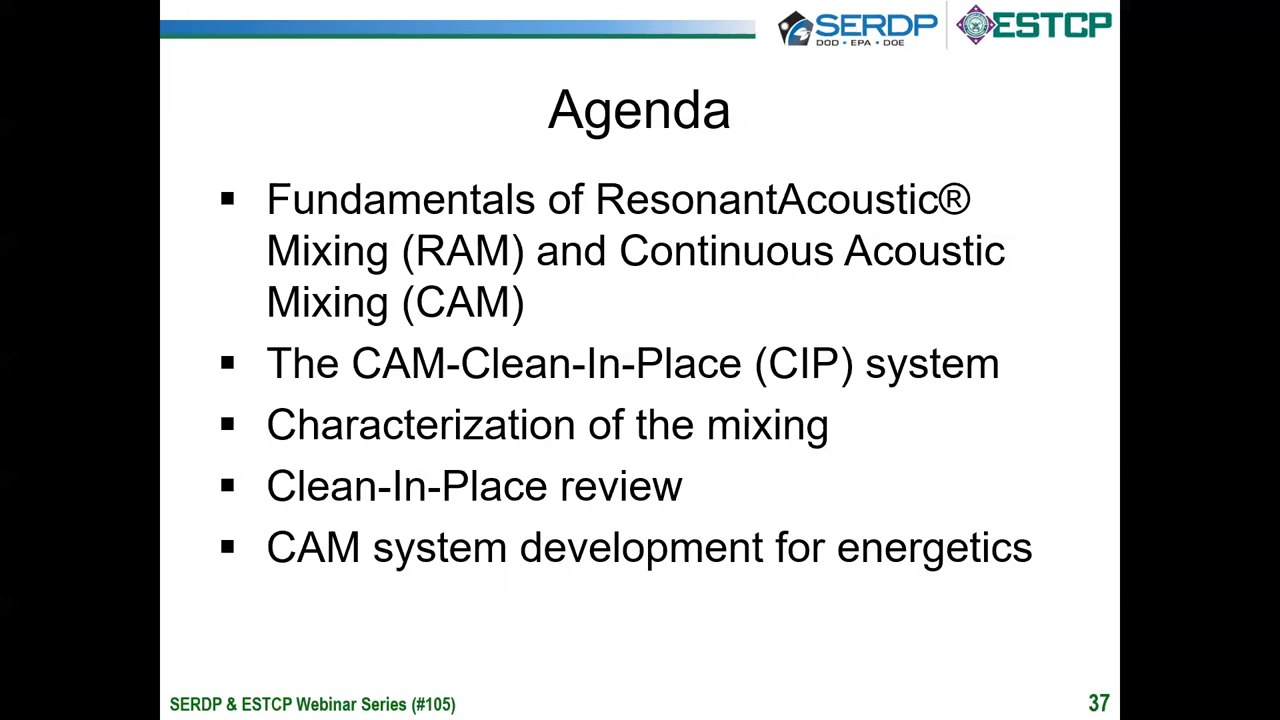 SERDP
DOD • EPA • DOE
ESTCP
Agenda
▪ Fundamentals of ResonantAcoustic®
Mixing (RAM) and Continuous Acoustic
Mixing (CAM)
▪ The CAM-Clean-In-Place (CIP) system
▪ Characterization of the mixing
▪ Clean-In-Place review
▪ CAM system development for energetics
SERDP & ESTCP Webinar Series (#105)
37